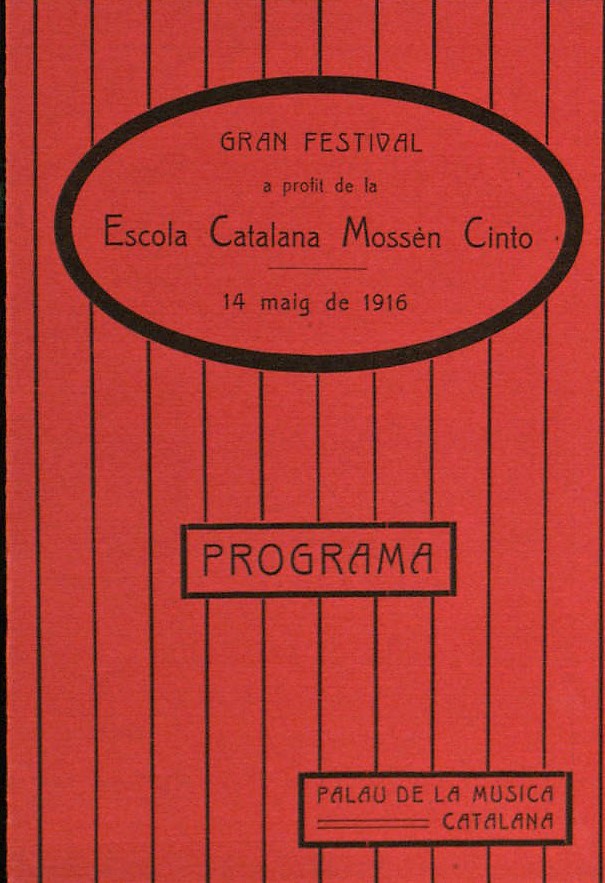 GRAN FESTIVAL
a profit de la
Escola Catalana Mossèn Cinto
14 maig de 1916
PROGRAMA
PALAU DE LA MUSICA
CATALANA